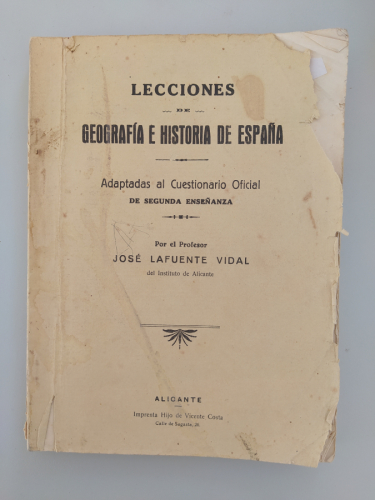 LECCIONES
DE
GEOGRAFÍA E HISTORIA DE ESPAÑA
Adaptadas al Cuestionario Oficial
DE SEGUNDA ENSEÑANZA
Por el Profesor
JOSÉ LAFUENTE VIDAL
del Instituto de Alicante
ALICANTE
Imprenta Hijo de Vicente Costa
Calle de Sagasta,